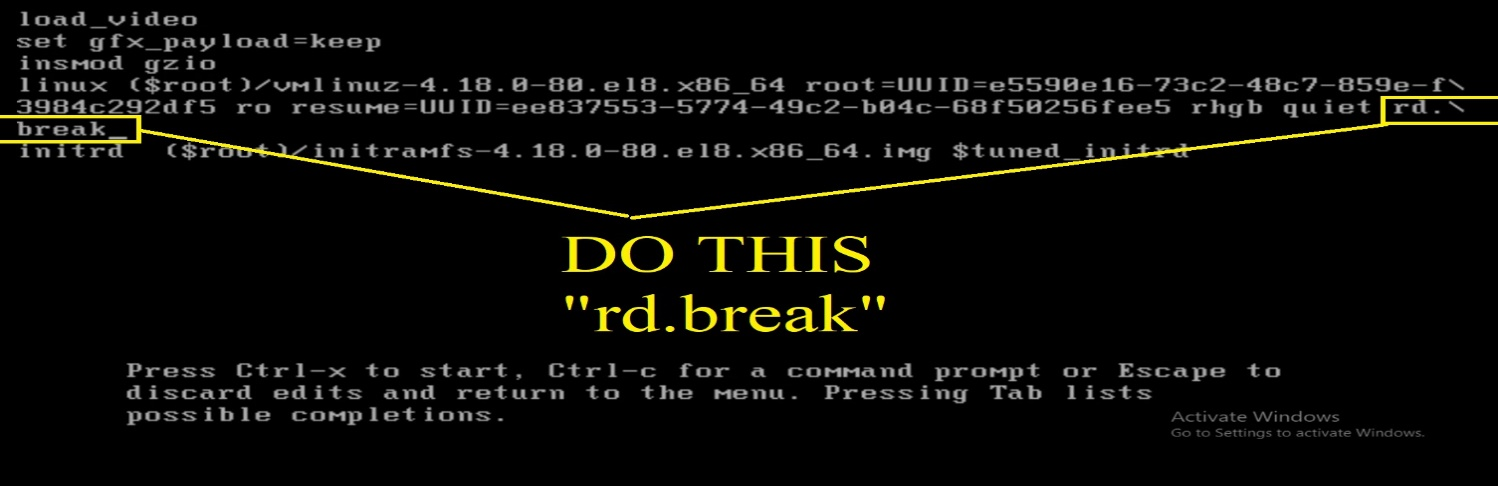 load_video
set gfx_payload=keep
insmod gzio
linux ($root)/vmlinuz-4.18.0-80.el8.x86_64 root=UUID=e5590e16-73c2-48c7-859e-f\
3984c292df5 ro resume=UUID=ee837553-5774-49c2-b04c-68f50256fee5 rhgb quiet rd.\
break_
initrd  ($root)/initramfs-4.18.0-80.el8.x86_64.img $tuned_initrd
DO THIS
"rd.break"
Press Ctrl-x to start, Ctrl-c for a command prompt or Escape to
discard edits and return to the menu. Pressing Tab lists
possible completions.
Activate Windows
Go to Settings to activate Windows.